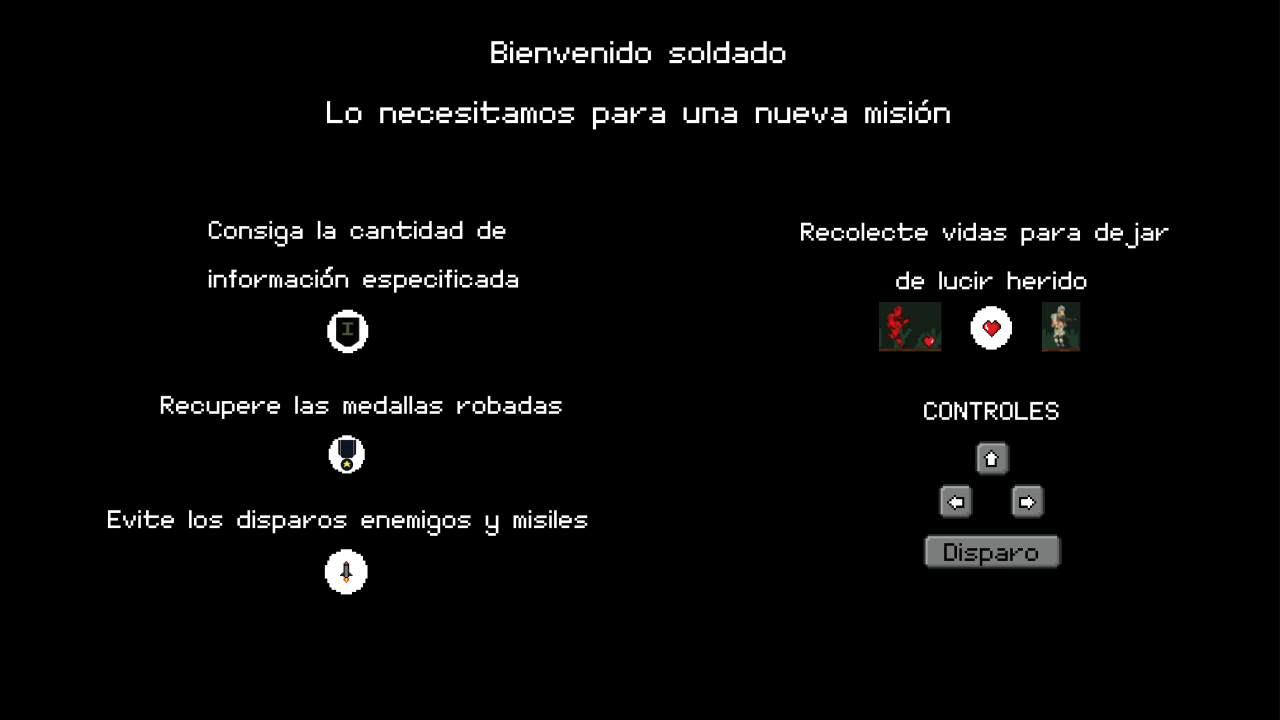 Bienvenido soldado
Lo necesitamos para una nueva misión
Consiga la cantidad de
información especificada
I
Recupere las medallas robadas
Evite los disparos enemigos y misiles
Recolecte vidas para dejar
de lucir herido
CONTROLES
Disparo